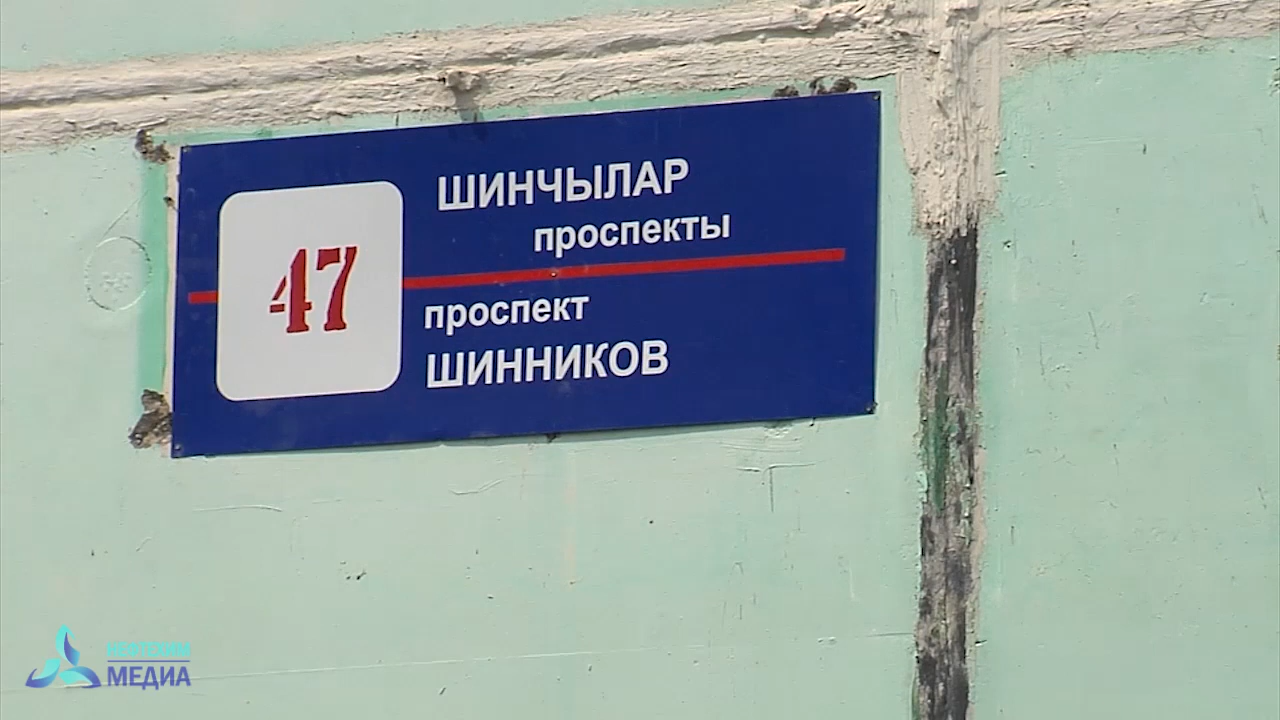 47
ШИНЧЫЛАР
проспекты
проспект
ШИННИКОВ
НЕФТЕХИМ
МЕДИА